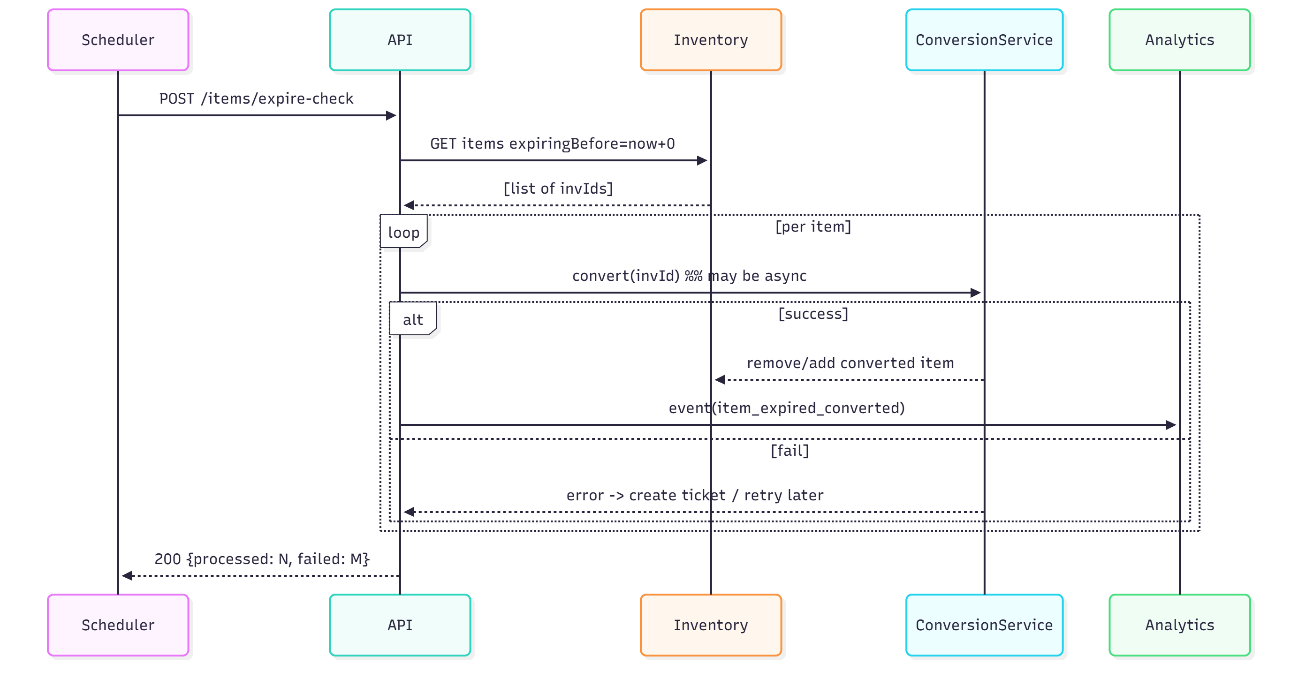 Scheduler
API
Inventory
ConversionService
Analytics
POST /items/expire-check
GET items expiringBefore=now+0
[list of invIds]
loop
[per item]
convert(invId) %% may be async
alt
[success]
remove/add converted item
event(item_expired_converted)
[fail]
error -> create ticket / retry later
200 {processed: N, failed: M}
Scheduler
API
Inventory
ConversionService
Analytics